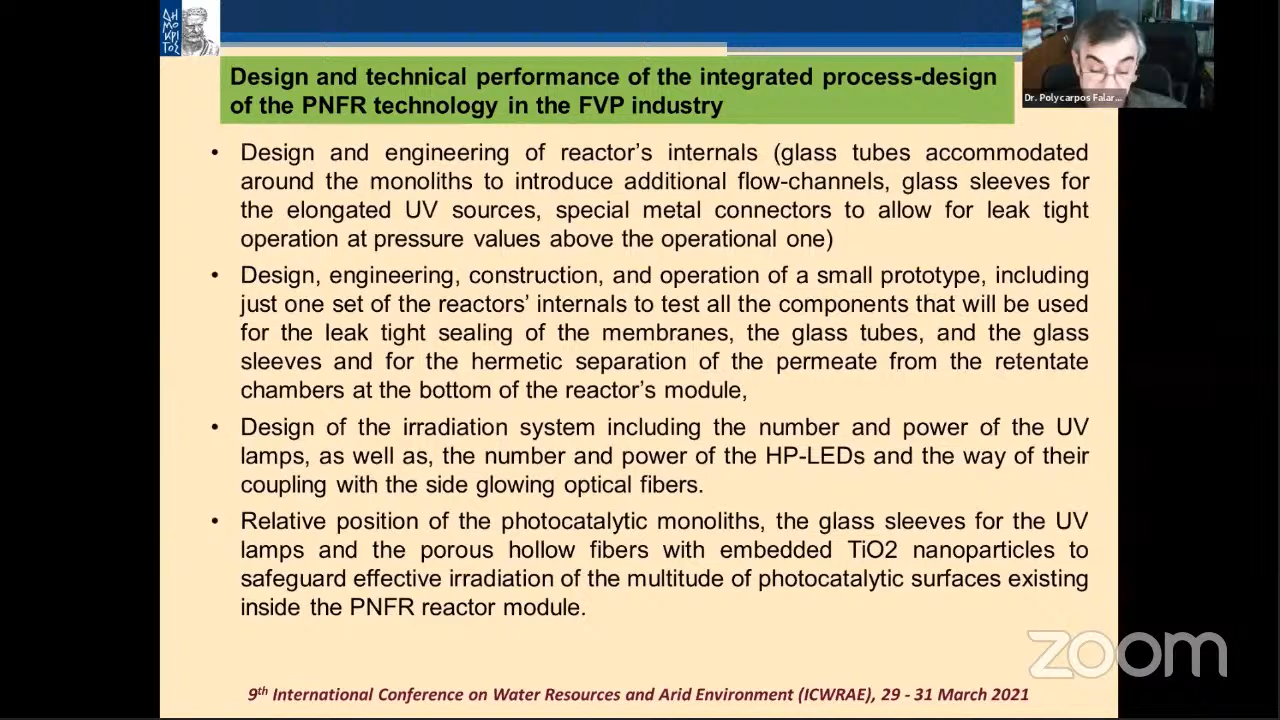 ΔΗ
ΜΟ
ΚΡΙ
ΤΟΣ
Design and technical performance of the integrated process-design
of the PNFR technology in the FVP industry
Dr. Polycarpos Falar...
• Design and engineering of reactor’s internals (glass tubes accommodated
around the monoliths to introduce additional flow-channels, glass sleeves for
the elongated UV sources, special metal connectors to allow for leak tight
operation at pressure values above the operational one)
• Design, engineering, construction, and operation of a small prototype, including
just one set of the reactors’ internals to test all the components that will be used
for the leak tight sealing of the membranes, the glass tubes, and the glass
sleeves and for the hermetic separation of the permeate from the retentate
chambers at the bottom of the reactor’s module,
• Design of the irradiation system including the number and power of the UV
lamps, as well as, the number and power of the HP-LEDs and the way of their
coupling with the side glowing optical fibers.
• Relative position of the photocatalytic monoliths, the glass sleeves for the UV
lamps and the porous hollow fibers with embedded TiO2 nanoparticles to
safeguard effective irradiation of the multitude of photocatalytic surfaces existing
inside the PNFR reactor module.
zoom
9th International Conference on Water Resources and Arid Environment (ICWRAE), 29 - 31 March 2021